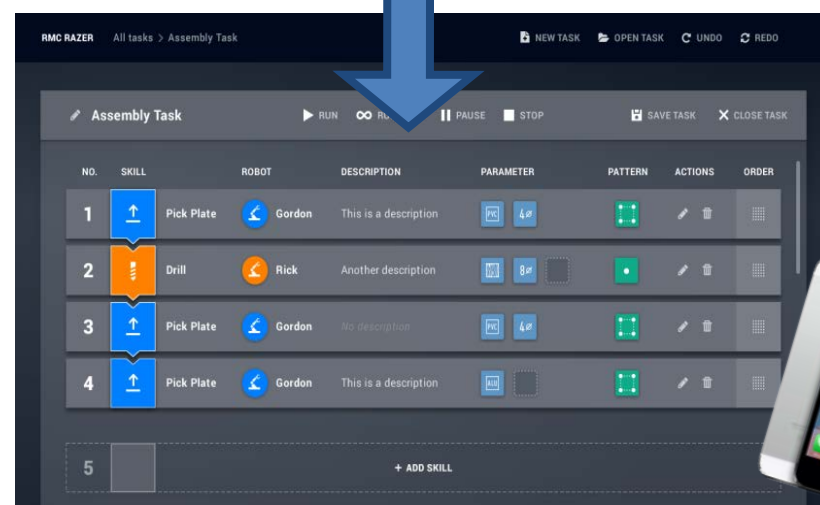 RMC RAZER All tasks > Assembly Task NEW TASK OPEN TASK UNDO REDO
Assembly Task RUN PAUSE STOP SAVE TASK CLOSE TASK
NO. SKILL ROBOT DESCRIPTION PARAMETER PATTERN ACTIONS ORDER
1 Pick Plate Gordon This is a description PVC 4⌀
2 Drill Rick Another description 8⌀
3 Pick Plate Gordon No description PVC 4⌀
4 Pick Plate Gordon This is a description ALU
5 + ADD SKILL